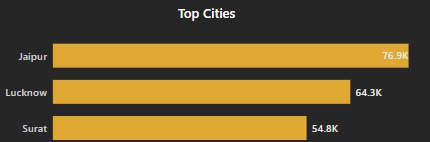 Top Cities
Jaipur 76.9K
Lucknow 64.3K
Surat 54.8K